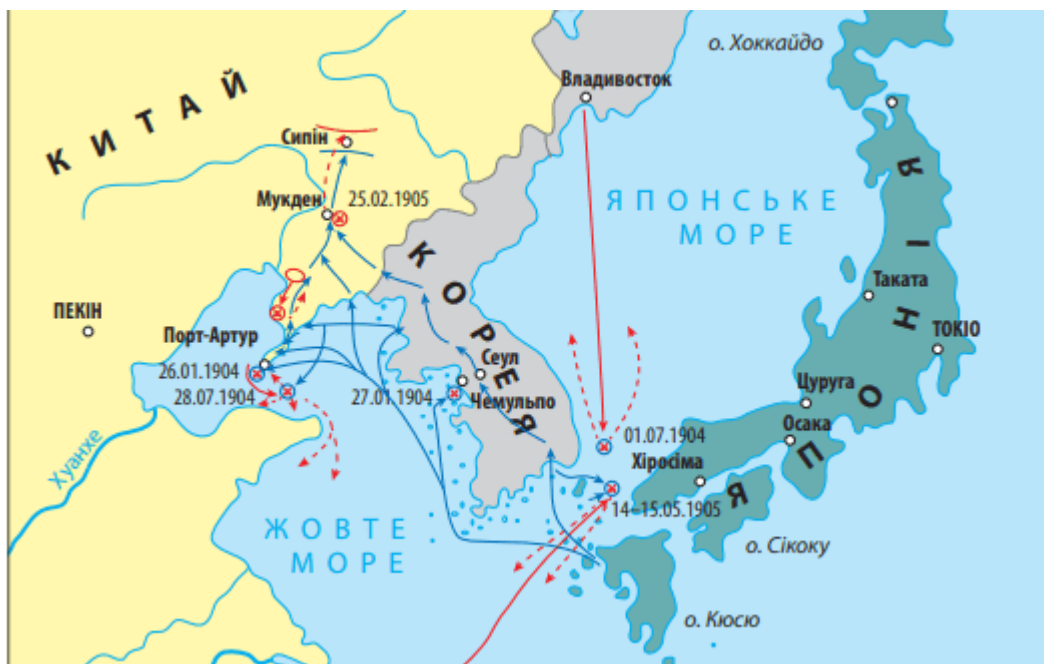 о. Хоккайдо
Владивосток
КИТАЙ
Сипін
Мукден
25.02.1905
ЯПОНСЬКЕ
МОРЕ
ЯПОНІЯ
КОРЕЯ
ПЕКІН
Порт-Артур
26.01.1904
28.07.1904
27.01.1904
Сеул
Чемульпо
Таката
ТОКІО
Цуруга
Осака
01.07.1904
Хіросіма
14–15.05.1905
Хуанхе
ЖОВТЕ
МОРЕ
о. Сікоку
о. Кюсю